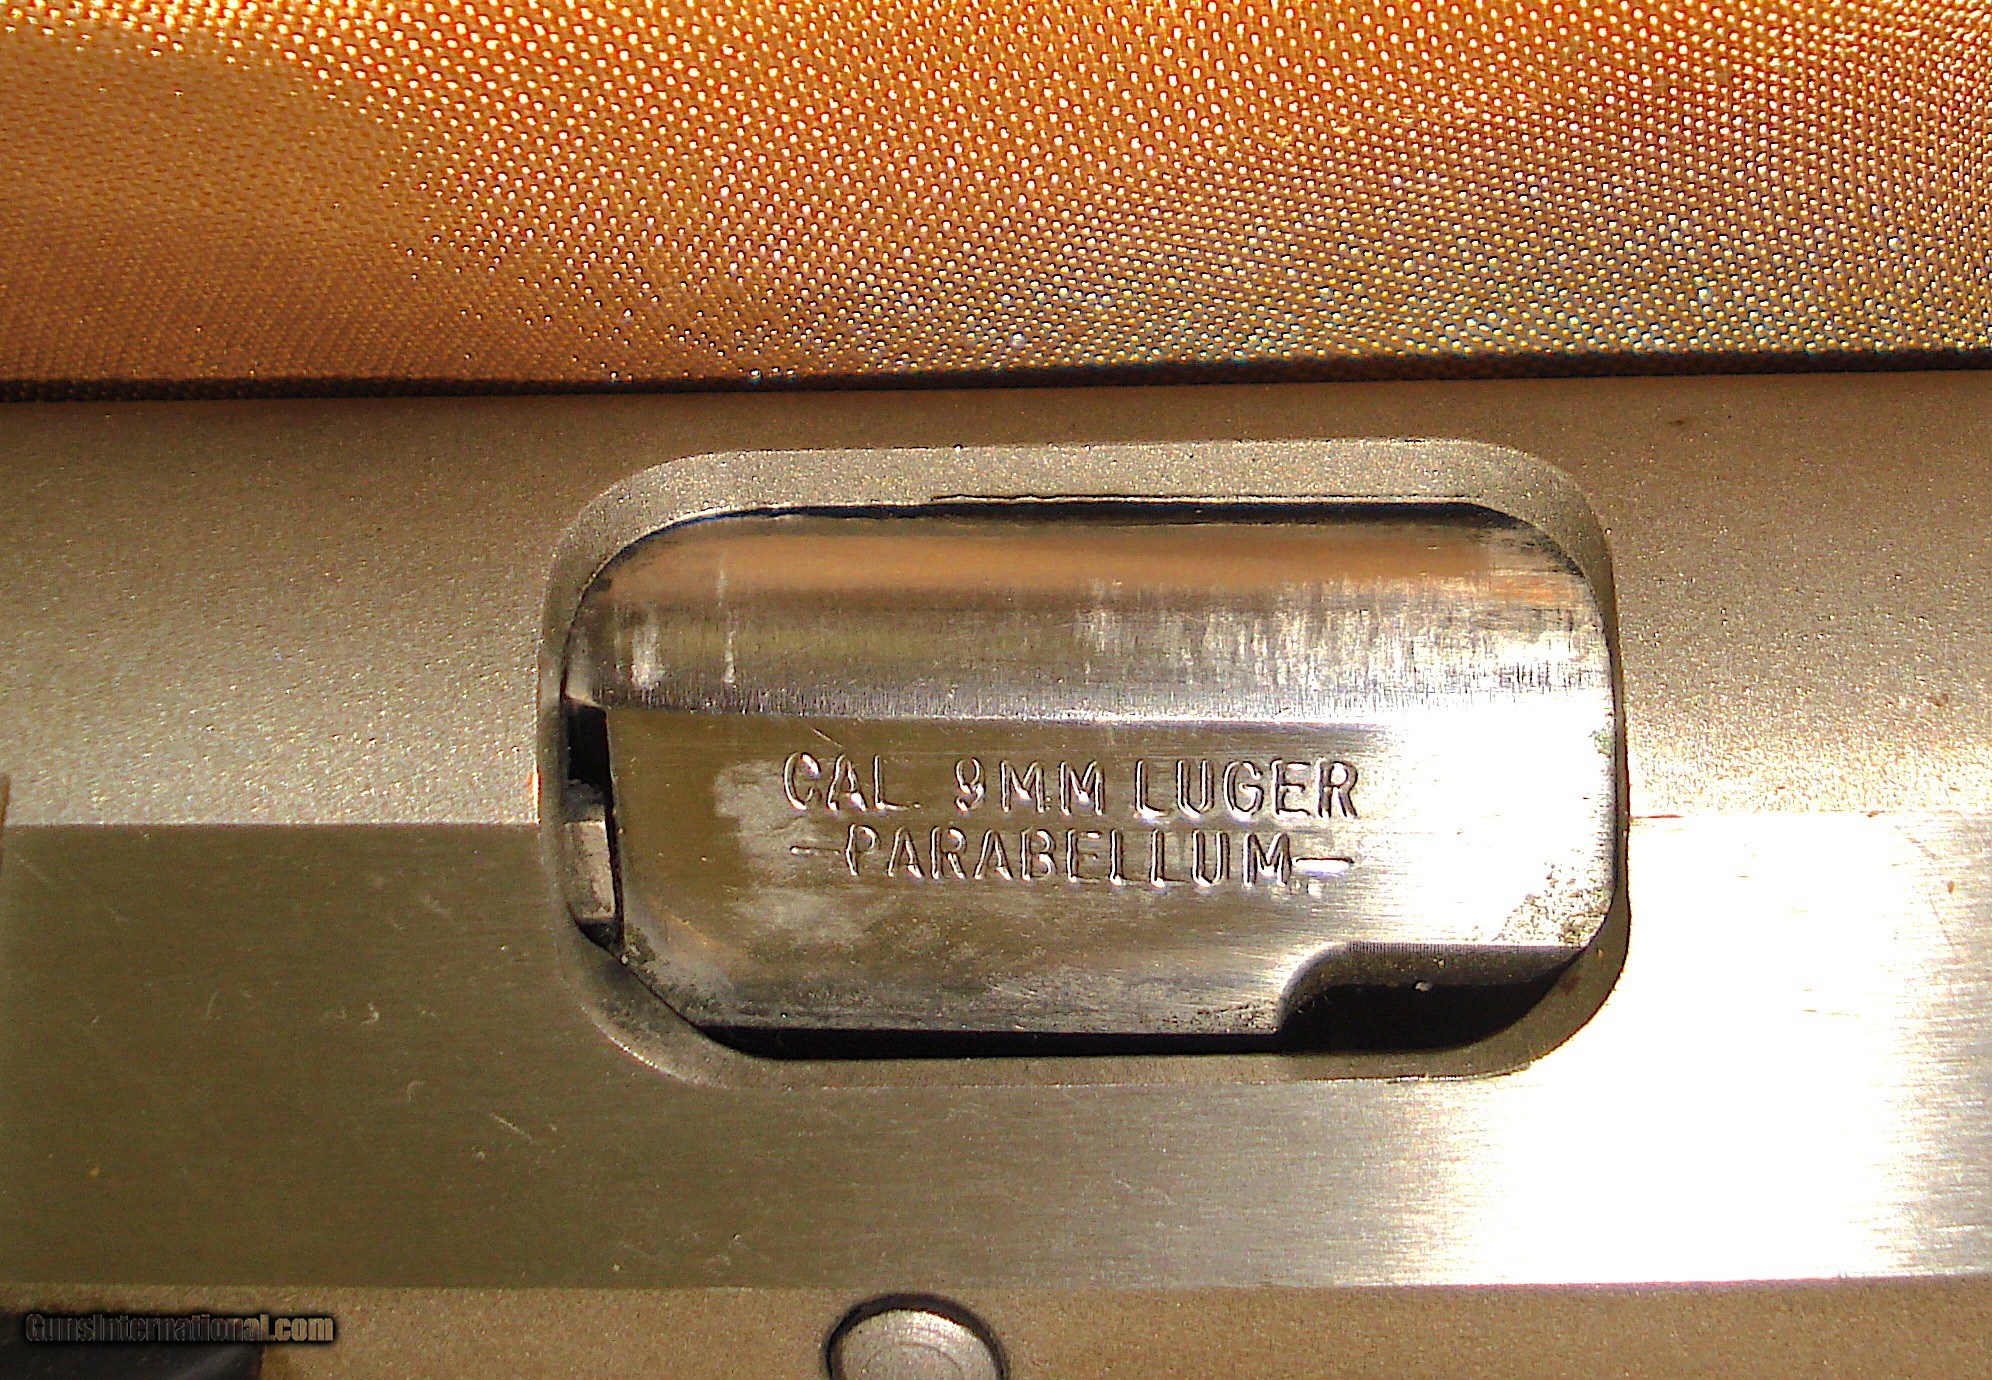 CAL. 9MM LUGER
-PARABELLUM-
GunsInternational.com